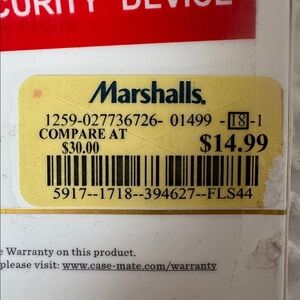 CURITY DEVICE
Marshalls.
1259-027736726- 01499 -18-1
COMPARE AT
$30.00
$14.99
5917--1718--394627--FLS44
e Warranty on this product.
please visit: www.case-mate.com/warranty